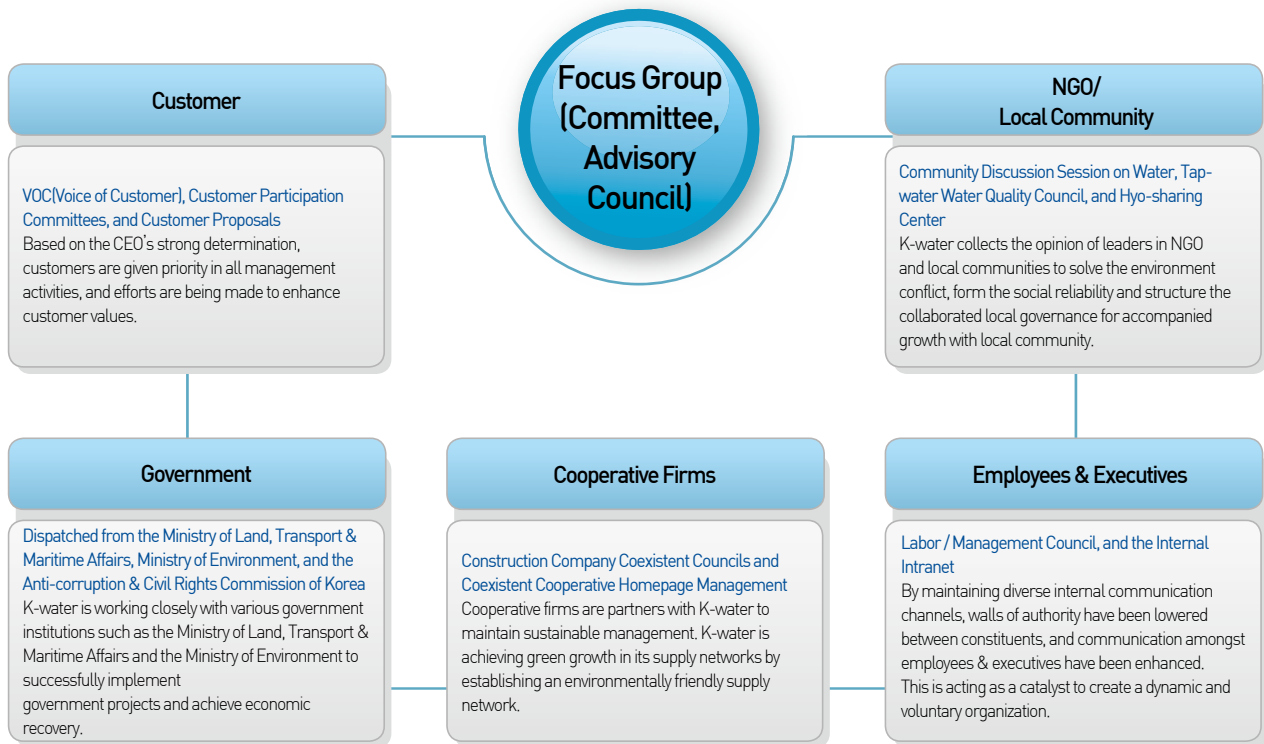 Focus Group
(Committee,
Advisory
Council)
Customer
VOC(Voice of Customer), Customer Participation
Committees, and Customer Proposals
Based on the CEO's strong determination,
customers are given priority in all management
activities, and efforts are being made to enhance
customer values.
NGO/
Local Community
Community Discussion Session on Water, Tap-
water Water Quality Council, and Hyo-sharing
Center
K-water collects the opinion of leaders in NGO
and local communities to solve the environment
conflict, form the social reliability and structure the
collaborated local governance for accompanied
growth with local community.
Government
Dispatched from the Ministry of Land, Transport &
Maritime Affairs, Ministry of Environment, and the
Anti-corruption & Civil Rights Commission of Korea
K-water is working closely with various government
institutions such as the Ministry of Land, Transport &
Maritime Affairs and the Ministry of Environment to
successfully implement
government projects and achieve economic
recovery.
Cooperative Firms
Construction Company Coexistent Councils and
Coexistent Cooperative Homepage Management
Cooperative firms are partners with K-water to
maintain sustainable management. K-water is
achieving green growth in its supply networks by
establishing an environmentally friendly supply
network.
Employees & Executives
Labor / Management Council, and the Internal
Intranet
By maintaining diverse internal communication
channels, walls of authority have been lowered
between constituents, and communication amongst
employees & executives have been enhanced.
This is acting as a catalyst to create a dynamic and
voluntary organization.